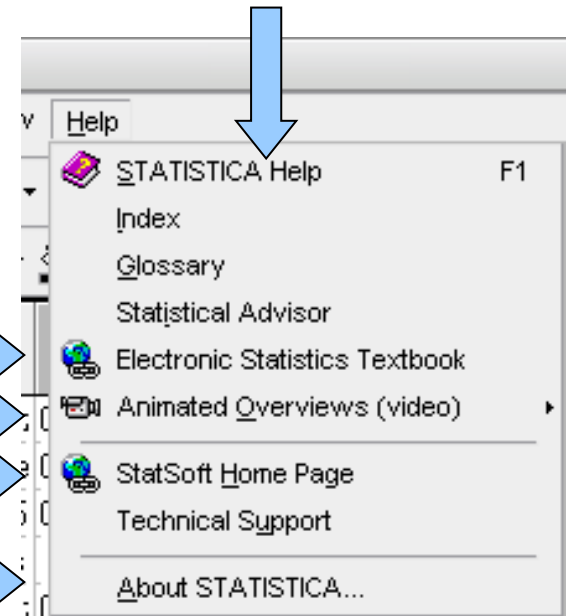 Help
STATISTICA Help F1
Index
Glossary
Statistical Advisor
Electronic Statistics Textbook
Animated Overviews (video)
StatSoft Home Page
Technical Support
About STATISTICA...